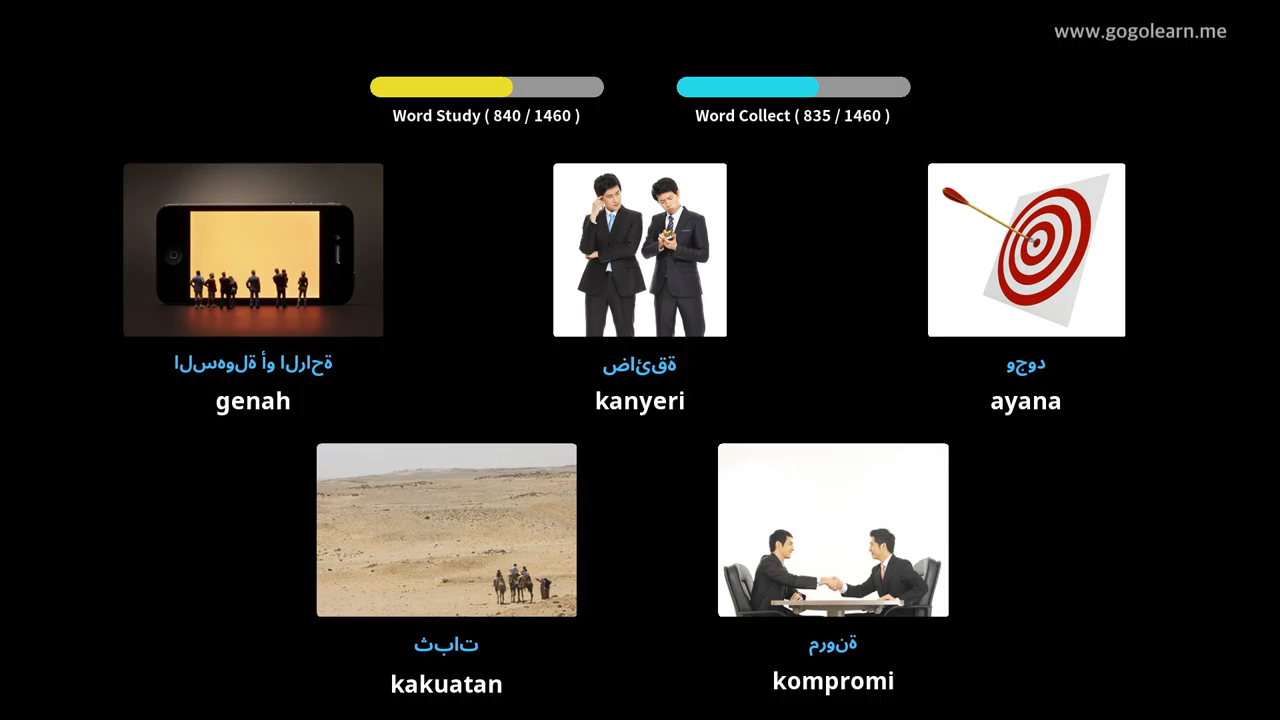 www.gogolearn.me
Word Study ( 840 / 1460 )
Word Collect ( 835 / 1460 )
السهولة أو الراحة
genah
ضائقة
kanyeri
وجود
ayana
ثبات
kakuatan
مرونة
kompromi